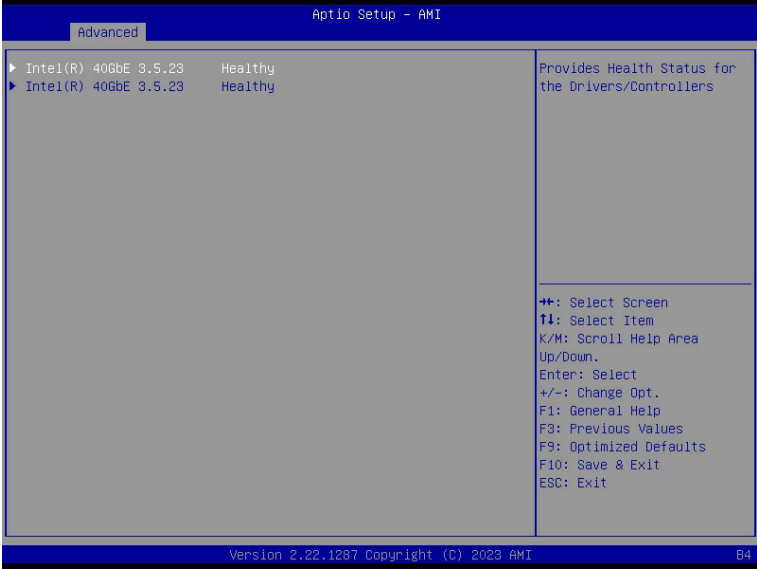 Aptio Setup - AMI
Advanced
Intel(R) 40GbE 3.5.23 Healthy
Intel(R) 40GbE 3.5.23 Healthy
Provides Health Status for
the Drivers/Controllers
→←: Select Screen
↑↓: Select Item
K/M: Scroll Help Area
Up/Down.
Enter: Select
+/-: Change Opt.
F1: General Help
F3: Previous Values
F9: Optimized Defaults
F10: Save & Exit
ESC: Exit
Version 2.22.1287 Copyright (C) 2023 AMI
B4